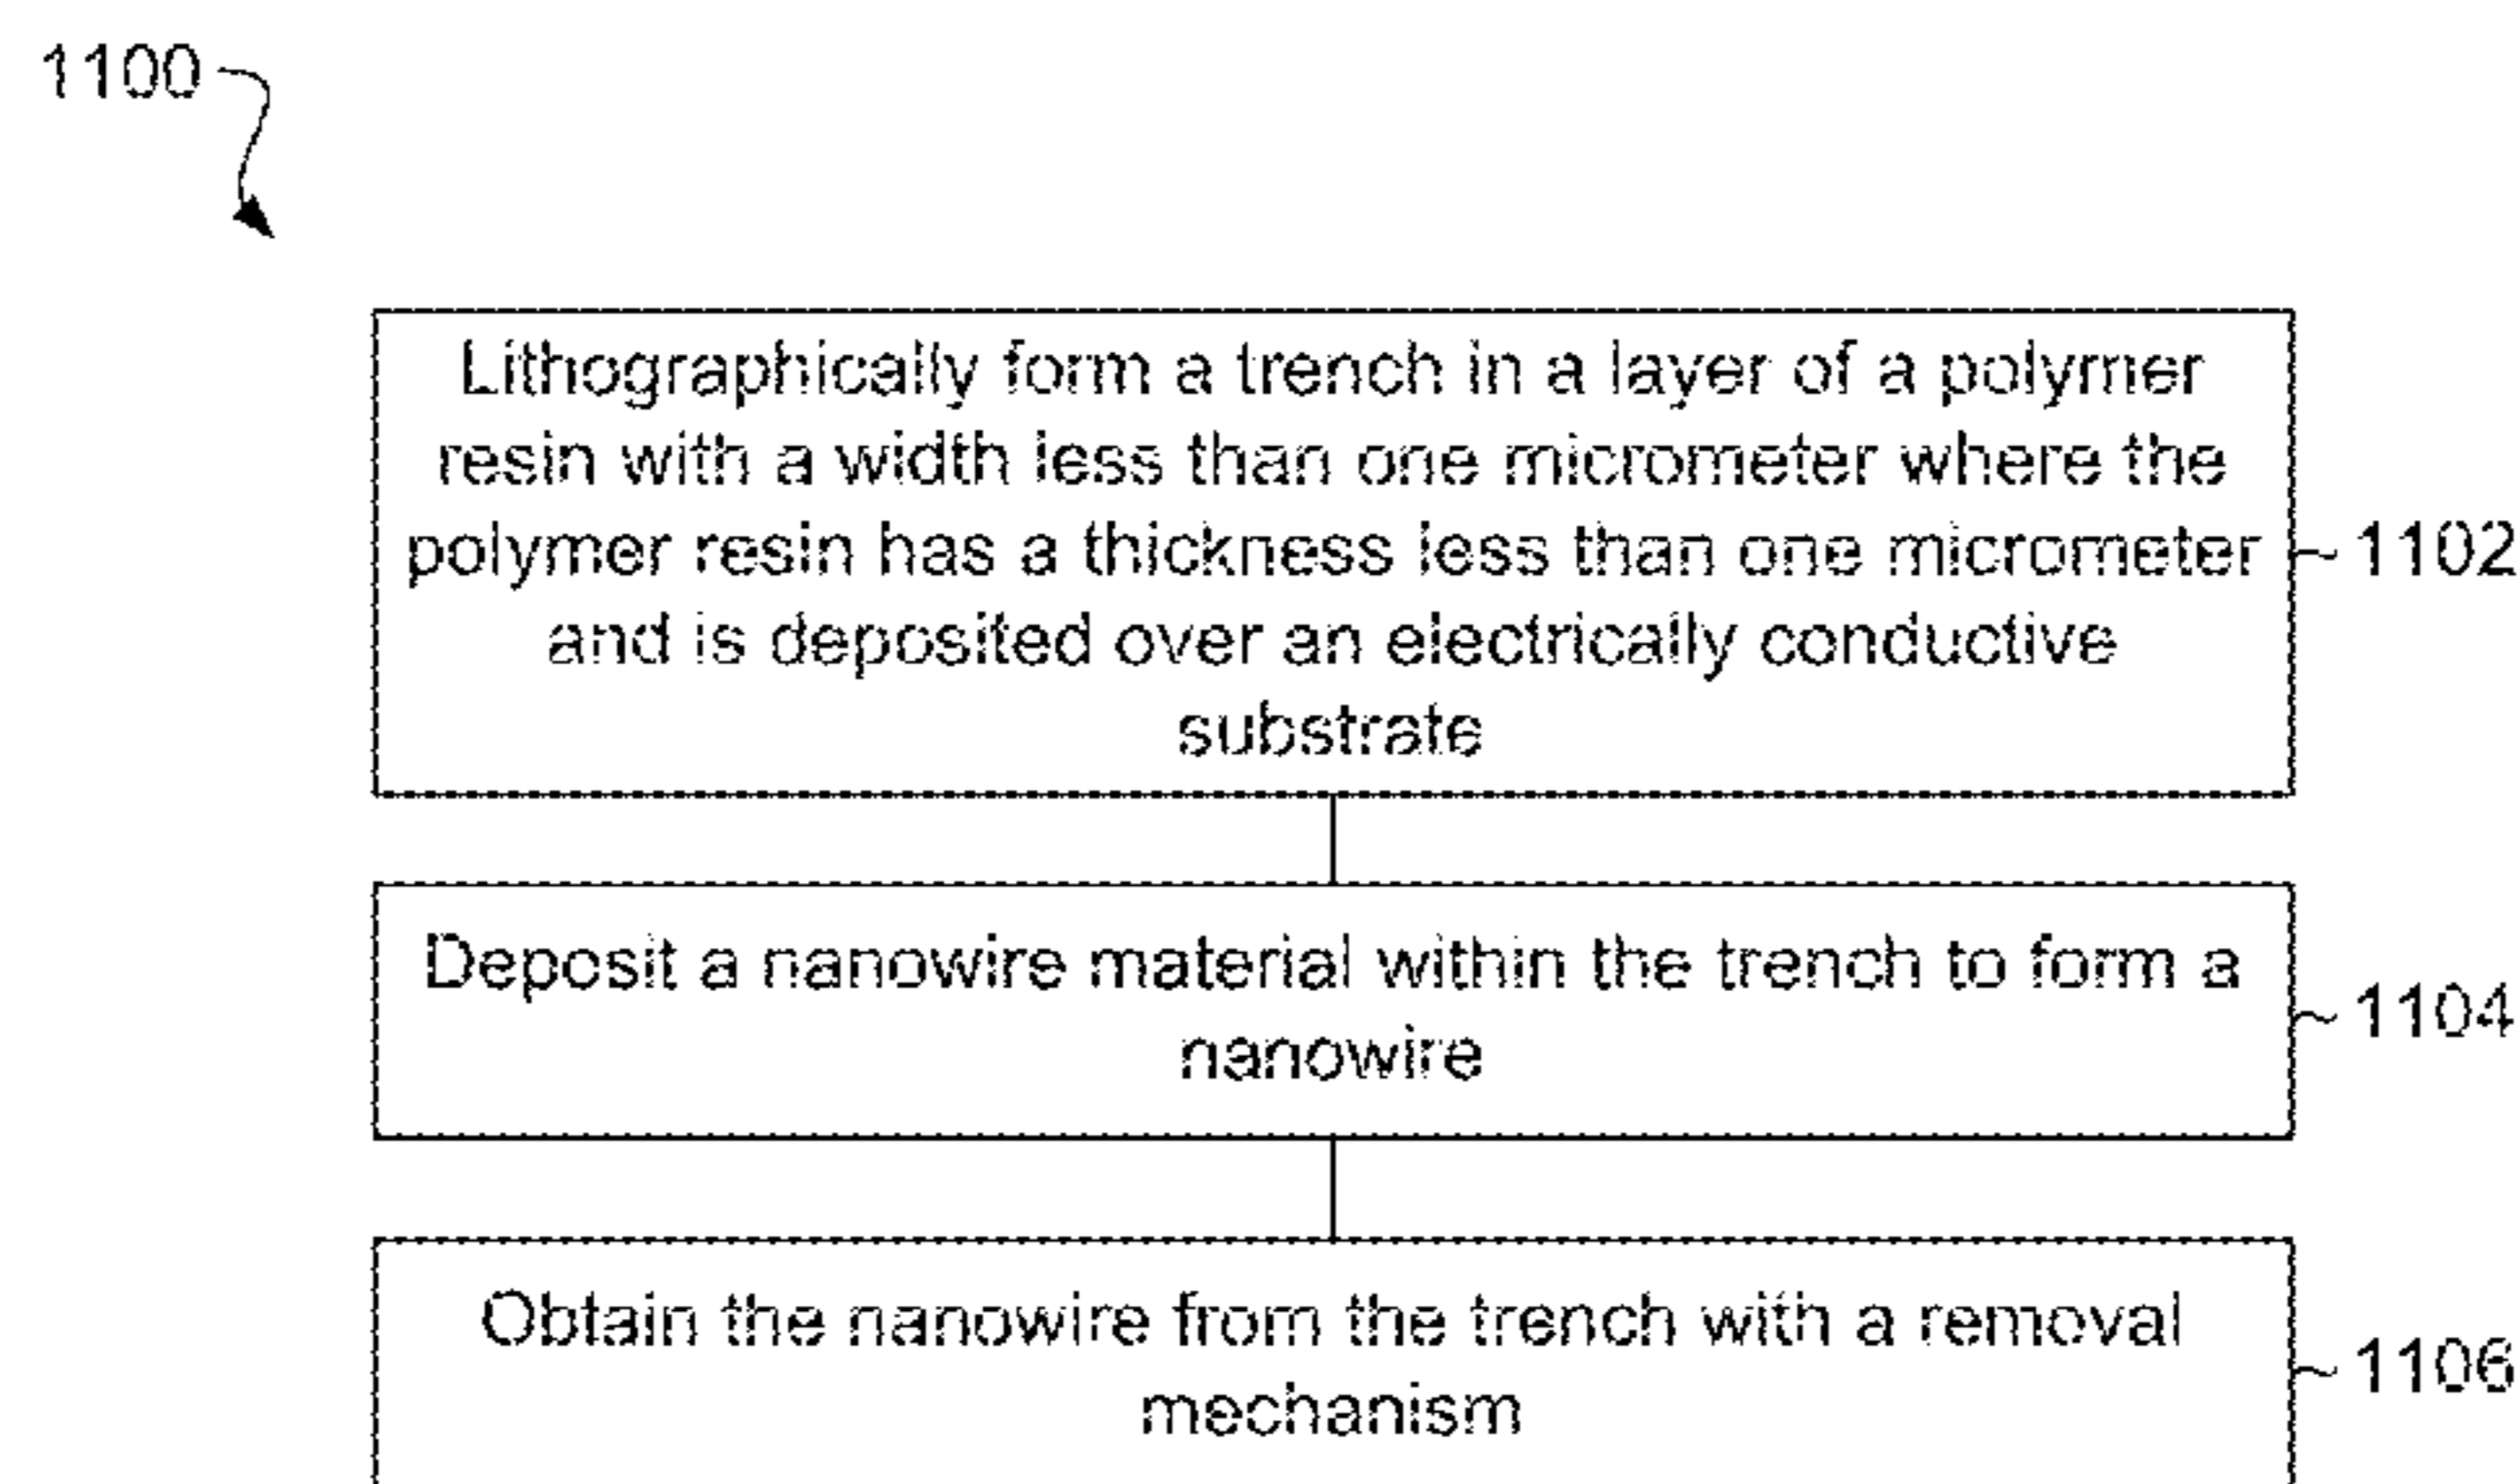 1100
Lithographically form a trench in a layer of a polymer
resin with a width less than one micrometer where the
polymer resin has a thickness less than one micrometer
and is deposited over an electrically conductive
substrate
1102
Deposit a nanowire material within the trench to form a
nanowire
1104
Obtain the nanowire from the trench with a removal
mechanism
1106